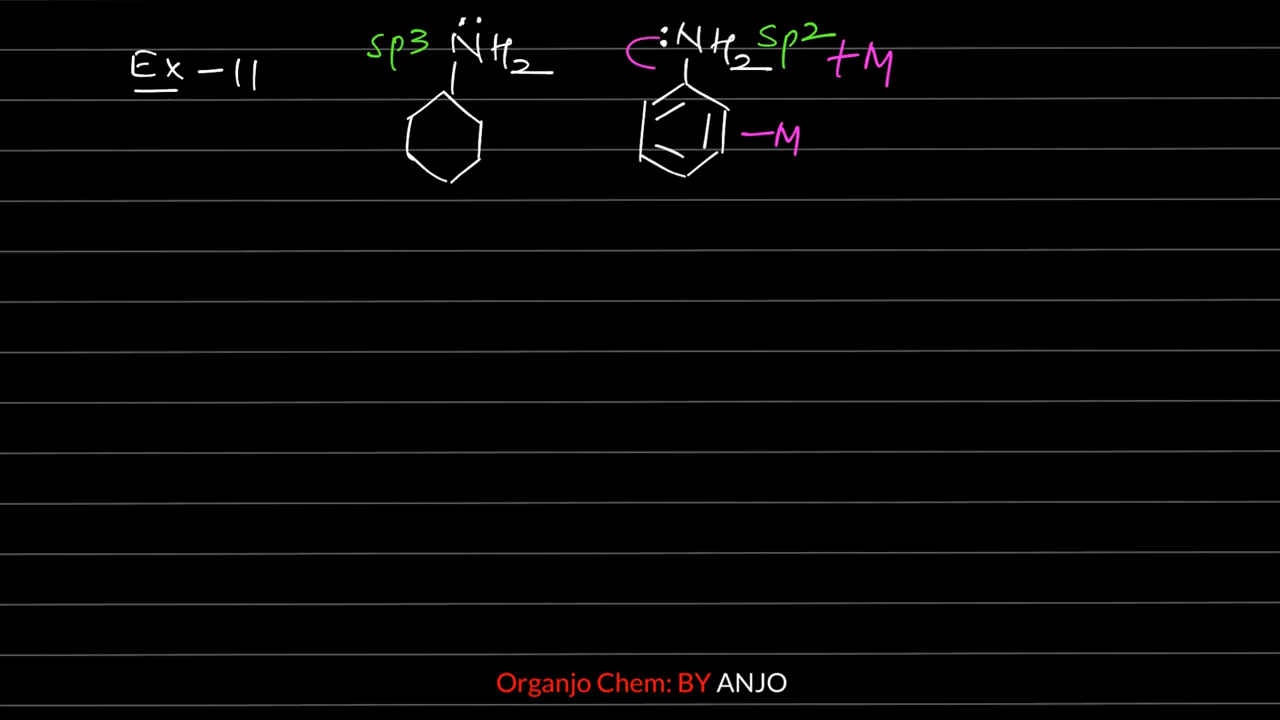 Ex-11
sp3 N̈H2
:NH2 sp2 +M
-M
Organjo Chem: BY ANJO